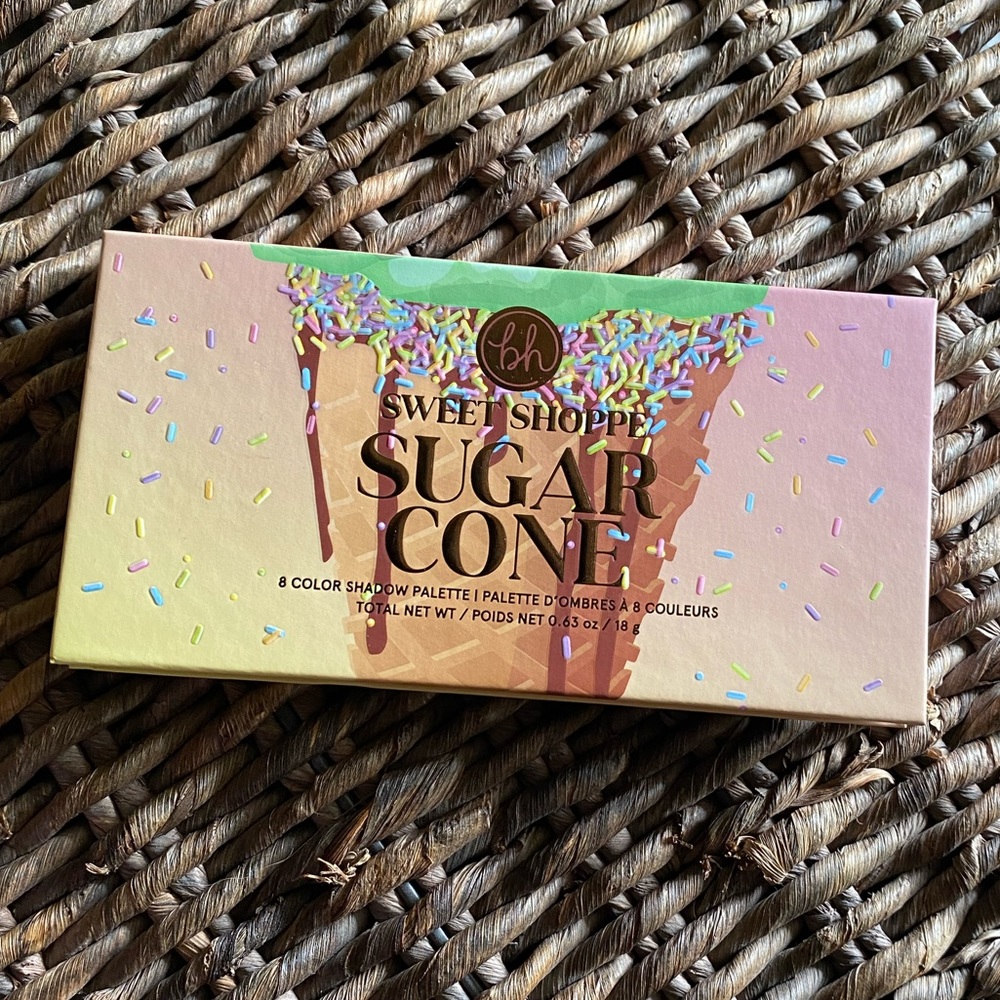 bh
SWEET SHOPPE
SUGAR
CONE
8 COLOR SHADOW PALETTE | PALETTE D'OMBRES À 8 COULEURS
TOTAL NET WT / POIDS NET 0.63 oz / 18 g